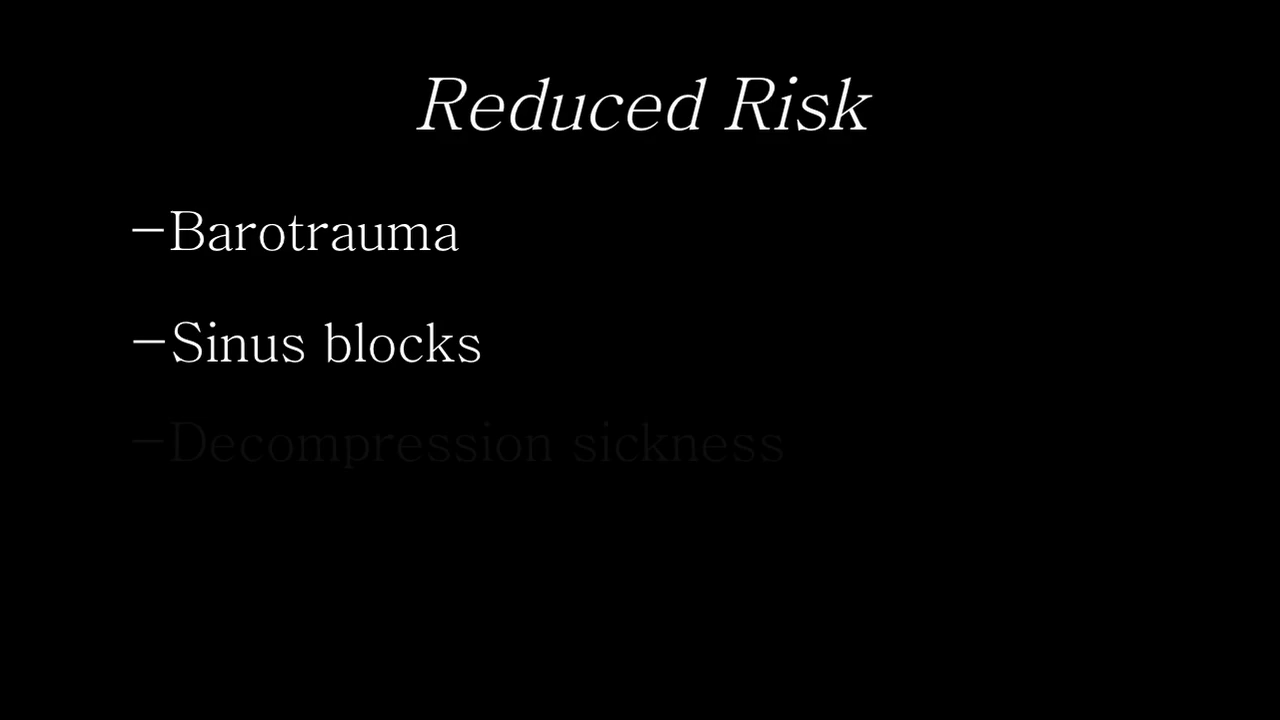 Reduced Risk
–Barotrauma
–Sinus blocks
–Decompression sickness